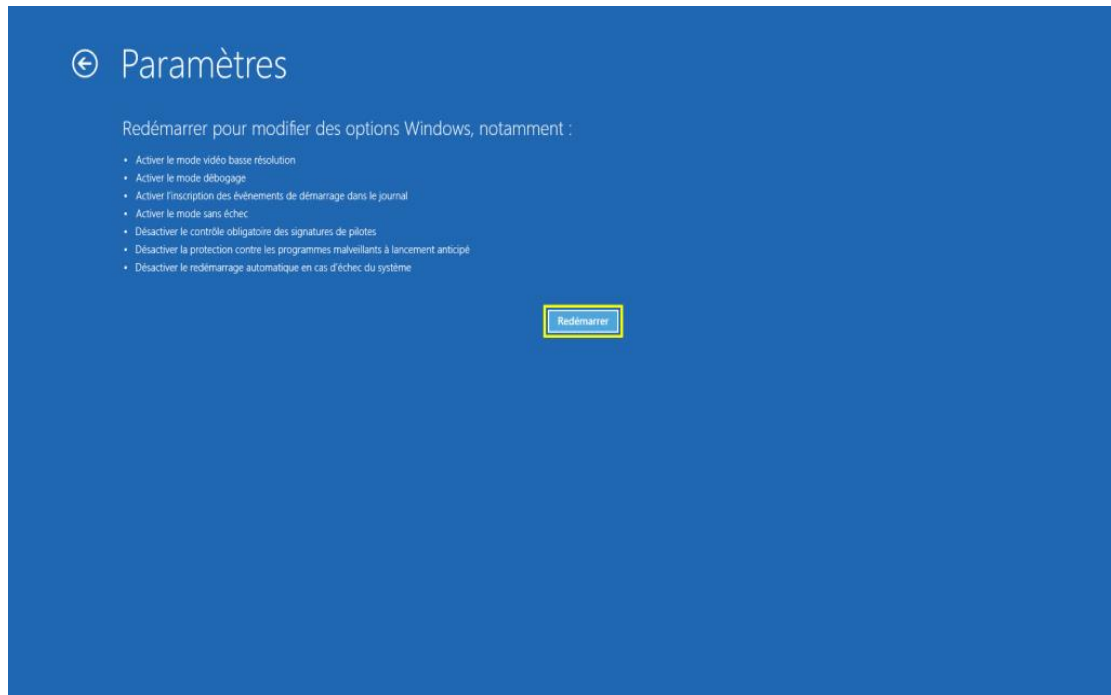 Paramètres
Redémarrer pour modifier des options Windows, notamment :
• Activer le mode vidéo basse résolution
• Activer le mode débogage
• Activer l'inscription des événements de démarrage dans le journal
• Activer le mode sans échec
• Désactiver le contrôle obligatoire des signatures de pilotes
• Désactiver la protection contre les programmes malveillants à lancement anticipé
• Désactiver le redémarrage automatique en cas d'échec du système
Redémarrer